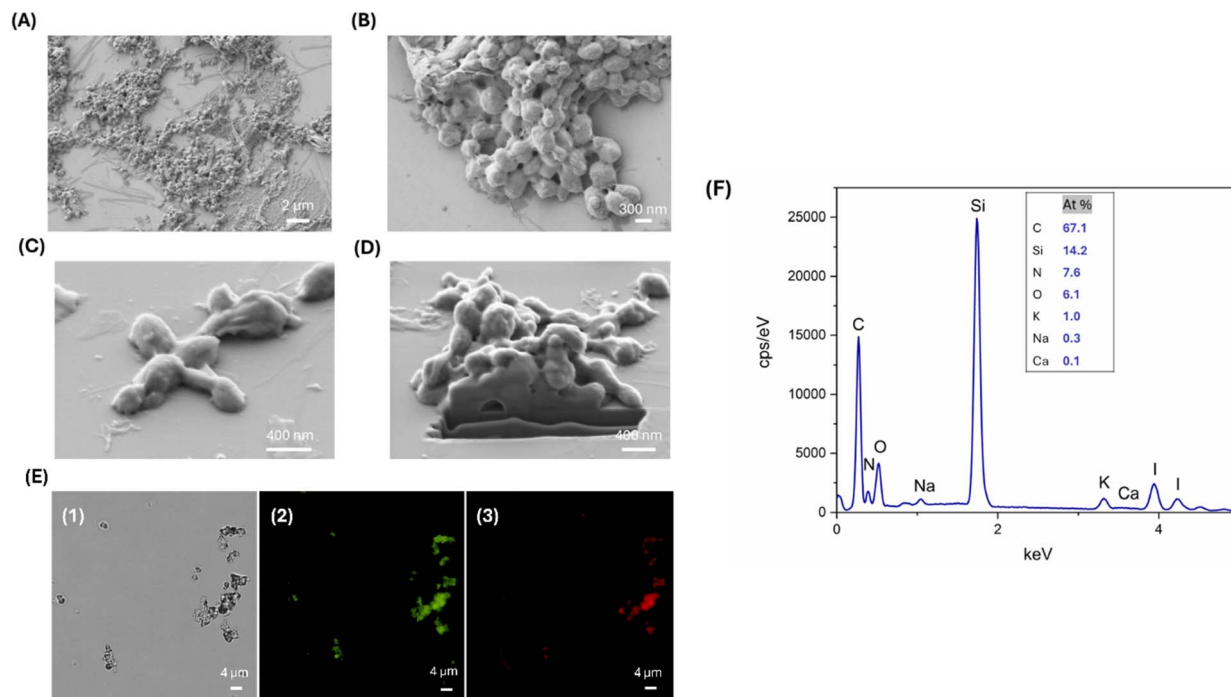 (A)
2 µm
(B)
300 nm
(C)
400 nm
(D)
400 nm
(E)
(1)
4 µm
(2)
4 µm
(3)
4 µm
(F)
cps/eV
25000
20000
15000
10000
5000
0
0
2
4
keV
C
N
O
Na
Si
K
Ca
I
I
At %
C 67.1
Si 14.2
N 7.6
O 6.1
K 1.0
Na 0.3
Ca 0.1